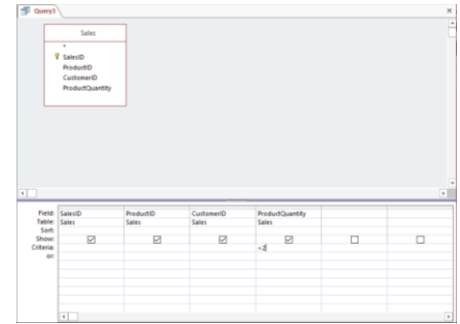 Query3
Sales
*
SalesID
ProductID
CustomerID
ProductQuantity
Field: SalesID ProductID CustomerID ProductQuantity
Table: Sales Sales Sales Sales
Sort:
Show:
Criteria:
or: